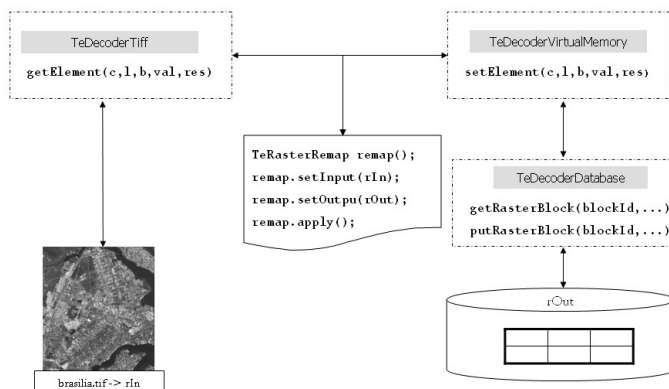 TeDecoderTiff
getElement(c,l,b,val,res)
TeDecoderVirtualMemory
setElement(c,l,b,val,res)
TeRasterRemap remap();
remap.setInput(rIn);
remap.setOutpu(rOut);
remap.apply();
TeDecoderDatabase
getRasterBlock(blockId,...)
putRasterBlock(blockId,...)
rOut
brasilia.tif -> rIn